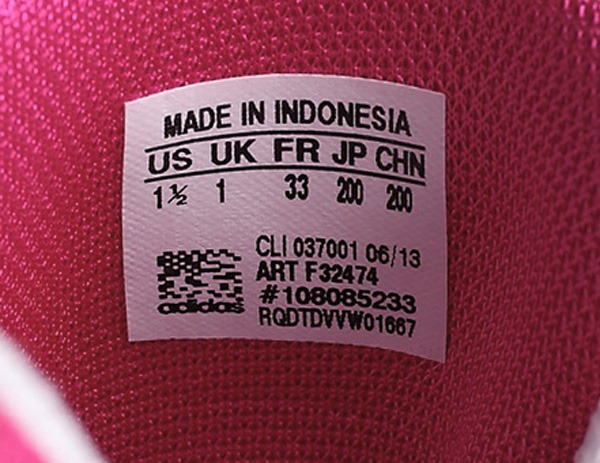 MADE IN INDONESIA
US UK FR JP CHN
1½ 1 33 200 200
CLI 037001 06/13
ART F32474
#108085233
adidas RQDTDVVW01667